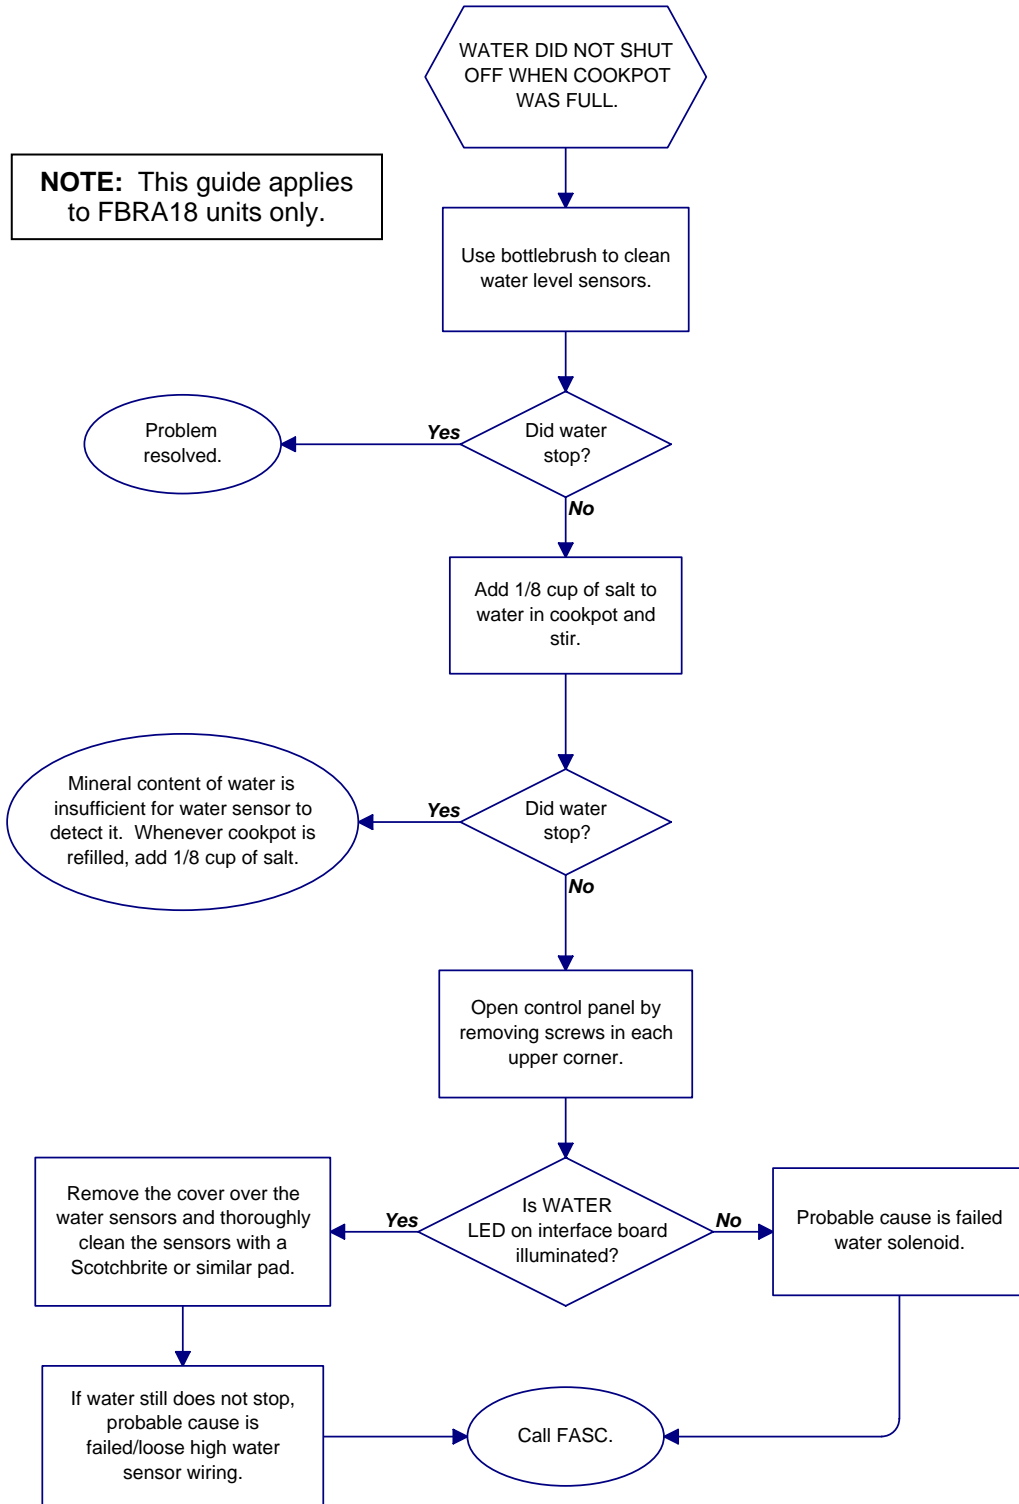 WATER DID NOT SHUT
OFF WHEN COOKPOT
WAS FULL.
NOTE: This guide applies
to FBRA18 units only.
Use bottlebrush to clean
water level sensors.
Did water
stop?
Yes
Problem
resolved.
No
Add 1/8 cup of salt to
water in cookpot and
stir.
Did water
stop?
Yes
Mineral content of water is
insufficient for water sensor to
detect it. Whenever cookpot is
refilled, add 1/8 cup of salt.
No
Open control panel by
removing screws in each
upper corner.
Is WATER
LED on interface board
illuminated?
Yes
Remove the cover over the
water sensors and thoroughly
clean the sensors with a
Scotchbrite or similar pad.
No
Probable cause is failed
water solenoid.
If water still does not stop,
probable cause is
failed/loose high water
sensor wiring.
Call FASC.